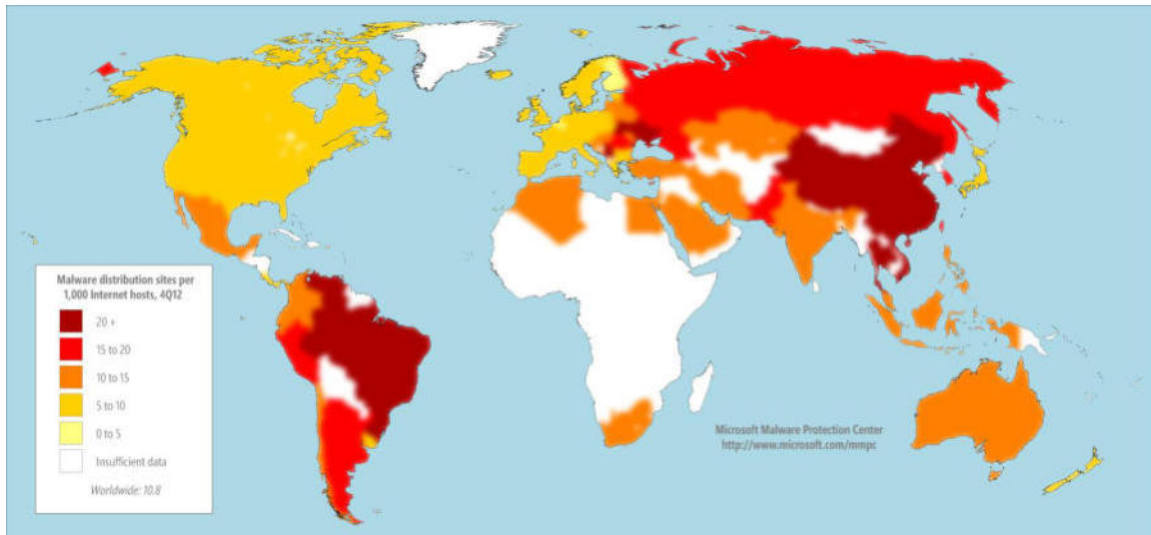 Malware distribution sites per
1,000 Internet hosts, 4Q12
20 +
15 to 20
10 to 15
5 to 10
0 to 5
Insufficient data
Worldwide: 10.8
Microsoft Malware Protection Center
http://www.microsoft.com/mmpc